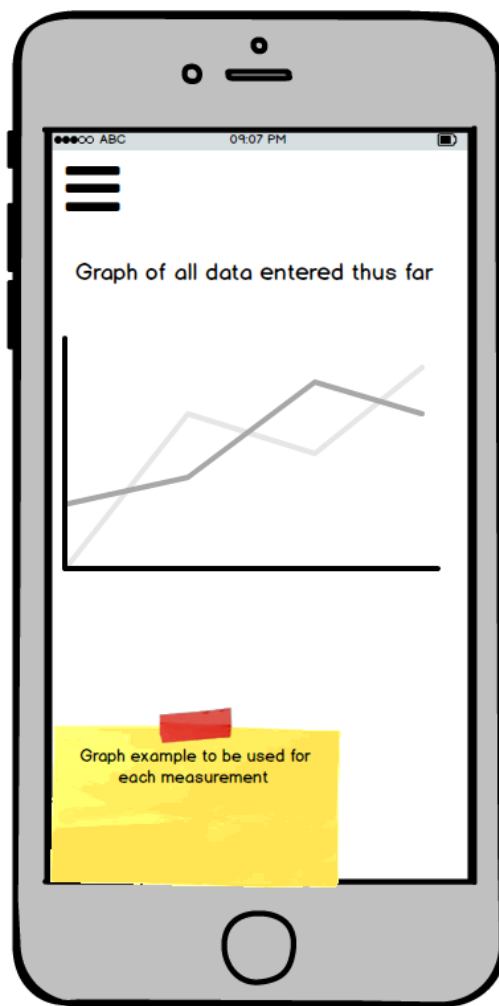 ABC 09:07 PM
Graph of all data entered thus far
Graph example to be used for
each measurement